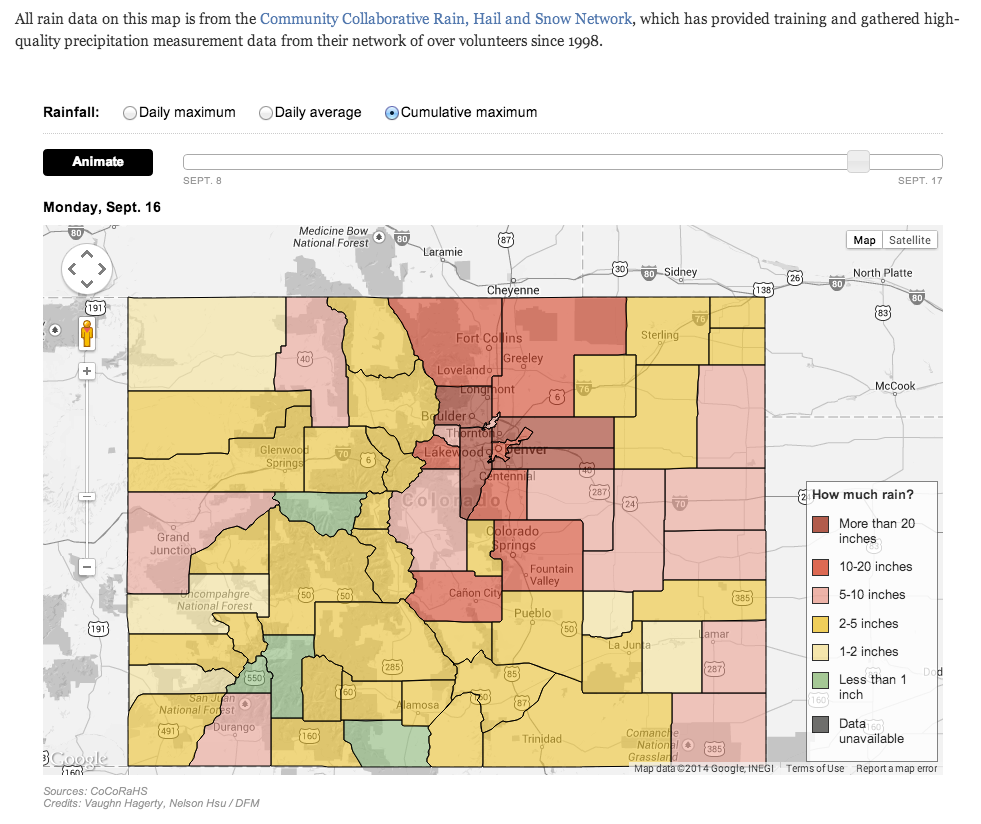 All rain data on this map is from the Community Collaborative Rain, Hail and Snow Network, which has provided training and gathered high-
quality precipitation measurement data from their network of over volunteers since 1998.
Rainfall: Daily maximum Daily average Cumulative maximum
Animate
SEPT. 8 SEPT. 17
Monday, Sept. 16
Medicine Bow
National Forest
80
80
87
Laramie
Map Satellite
30
80
Sidney
26
80
North Platte
80
Cheyenne
138
191
83
76
Sterling
Fort Collins
40
Greeley
Loveland
McCook
Longmont
6
76
Boulder
Thornton
Glenwood
Springs
70
6
Lakewood
Denver
40
Centennial
287
24
70
Colorado
How much rain?
More than 20
inches
10-20 inches
5-10 inches
2-5 inches
1-2 inches
Less than 1
inch
Data
unavailable
Grand
Junction
Colorado
Springs
Fountain
Valley
Uncompahgre
National Forest
50
50
Cañon City
385
Pueblo
191
50
La Junta
Lamar
285
287
550
85
San Juan
National Forest
160
87
160
Alamosa
Durango
491
160
Trinidad
Comanche
National
Grassland
385
160
Google
160
Map data ©2014 Google, INEGI Terms of Use Report a map error
Sources: CoCoRaHS
Credits: Vaughn Hagerty, Nelson Hsu / DFM